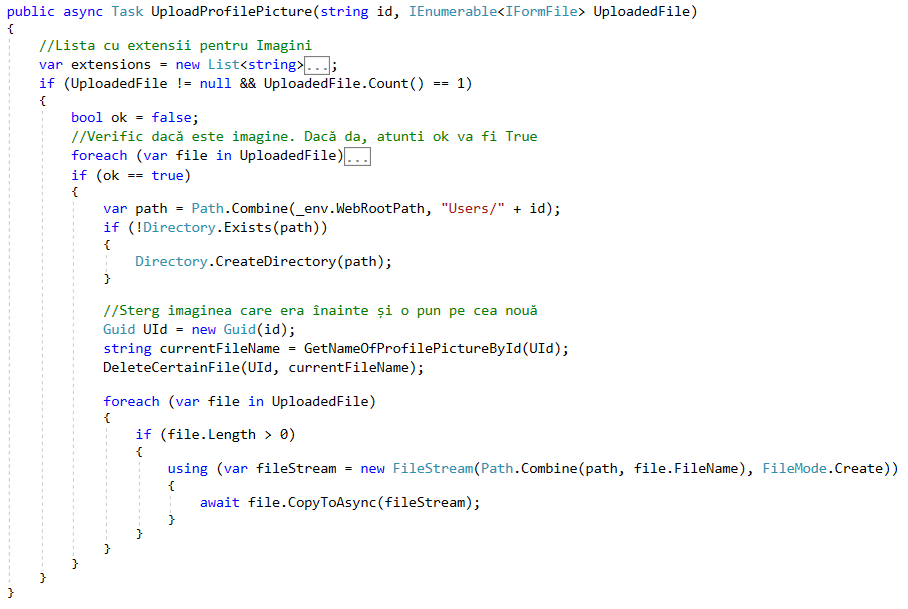 public async Task UploadProfilePicture(string id, IEnumerable<IFormFile> UploadedFile)
{
    //Lista cu extensii pentru Imagini
    var extensions = new List<string>...;
    if (UploadedFile != null && UploadedFile.Count() == 1)
    {
        bool ok = false;
        //Verific dacă este imagine. Dacă da, atunti ok va fi True
        foreach (var file in UploadedFile)...
        if (ok == true)
        {
            var path = Path.Combine(_env.WebRootPath, "Users/" + id);
            if (!Directory.Exists(path))
            {
                Directory.CreateDirectory(path);
            }
            //Sterg imaginea care era înainte și o pun pe cea nouă
            Guid UId = new Guid(id);
            string currentFileName = GetNameOfProfilePictureById(UId);
            DeleteCertainFile(UId, currentFileName);
            foreach (var file in UploadedFile)
            {
                if (file.Length > 0)
                {
                    using (var fileStream = new FileStream(Path.Combine(path, file.FileName), FileMode.Create))
                    {
                        await file.CopyToAsync(fileStream);
                    }
                }
            }
        }
    }
}